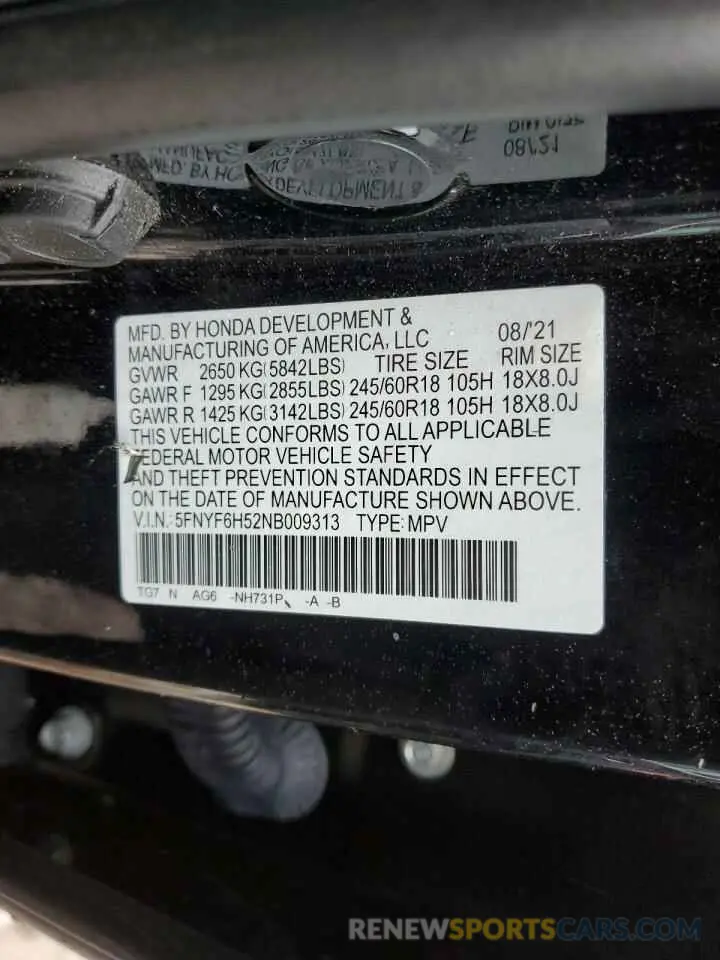 MFD. BY HONDA DEVELOPMENT &
MANUFACTURING OF AMERICA, LLC 08/'21
GVWR 2650 KG(5842LBS) TIRE SIZE RIM SIZE
GAWR F 1295 KG(2855LBS) 245/60R18 105H 18X8.0J
GAWR R 1425 KG(3142LBS) 245/60R18 105H 18X8.0J
THIS VEHICLE CONFORMS TO ALL APPLICABLE
FEDERAL MOTOR VEHICLE SAFETY
AND THEFT PREVENTION STANDARDS IN EFFECT
ON THE DATE OF MANUFACTURE SHOWN ABOVE.
V.I.N.: 5FNYF6H52NB009313 TYPE: MPV
TG7 N AG6 -NH731P -A -B
RENEWSPORTSCARS.COM